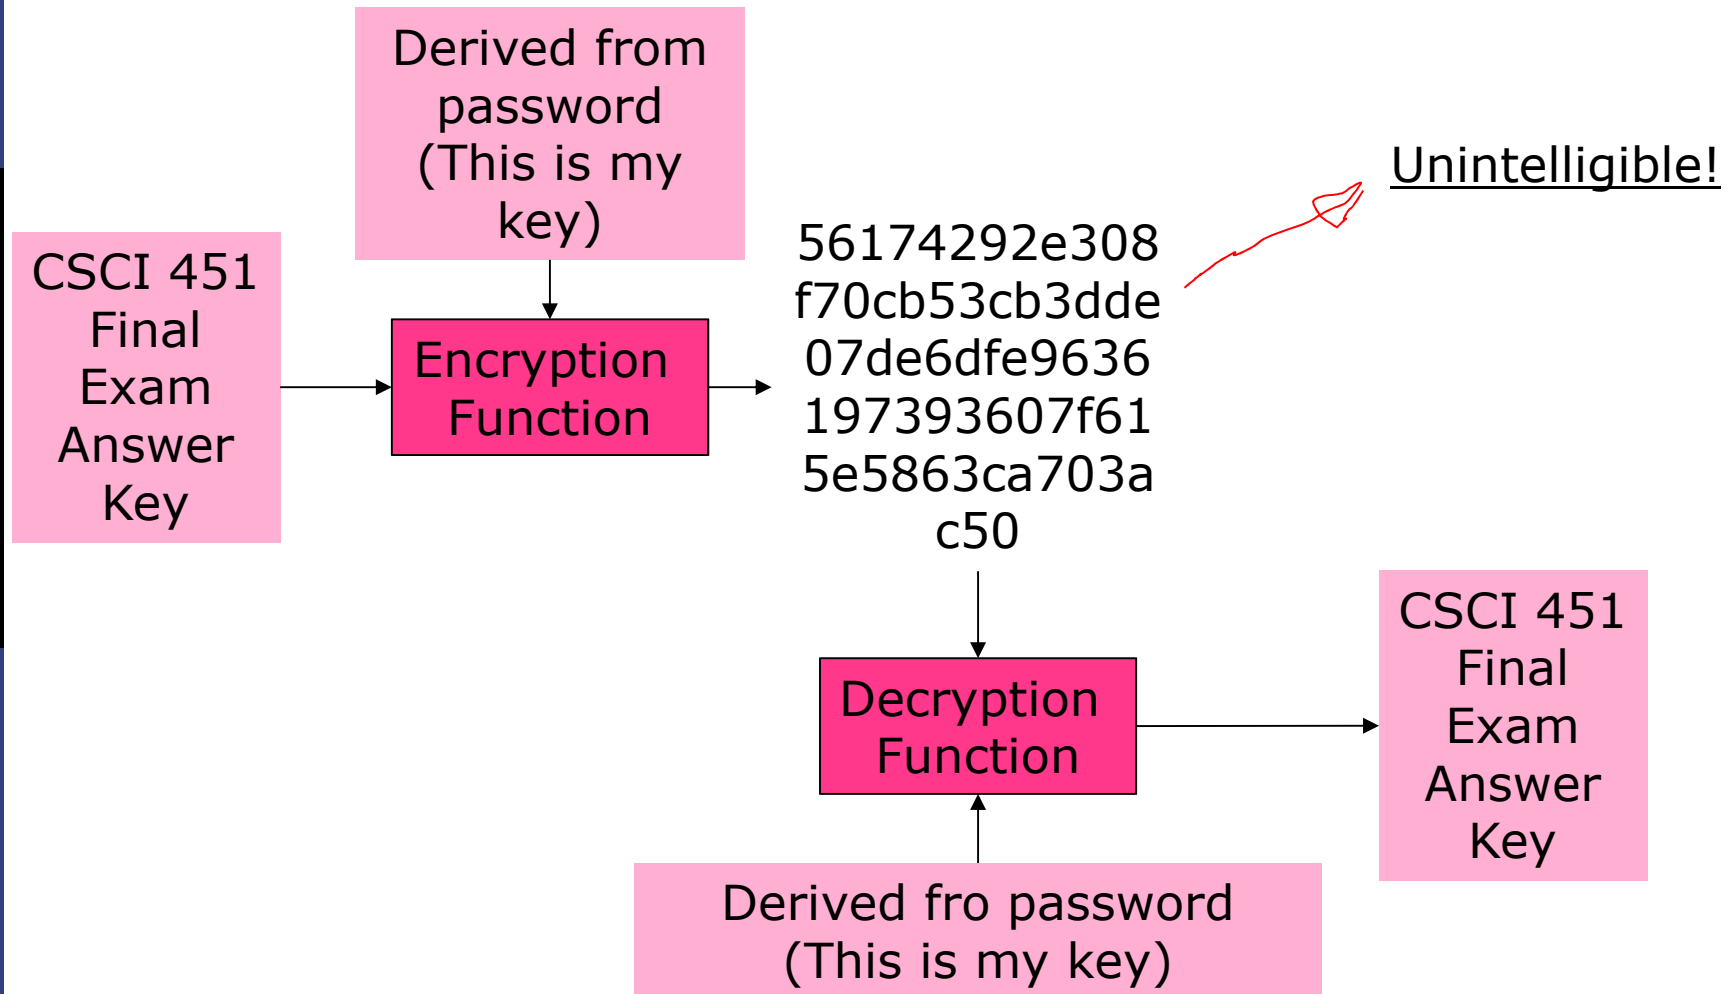 Derived from
password
(This is my
key)
Unintelligible!
CSCI 451
Final
Exam
Answer
Key
Encryption
Function
56174292e308
f70cb53cb3dde
07de6dfe9636
197393607f61
5e5863ca703a
c50
Decryption
Function
CSCI 451
Final
Exam
Answer
Key
Derived fro password
(This is my key)